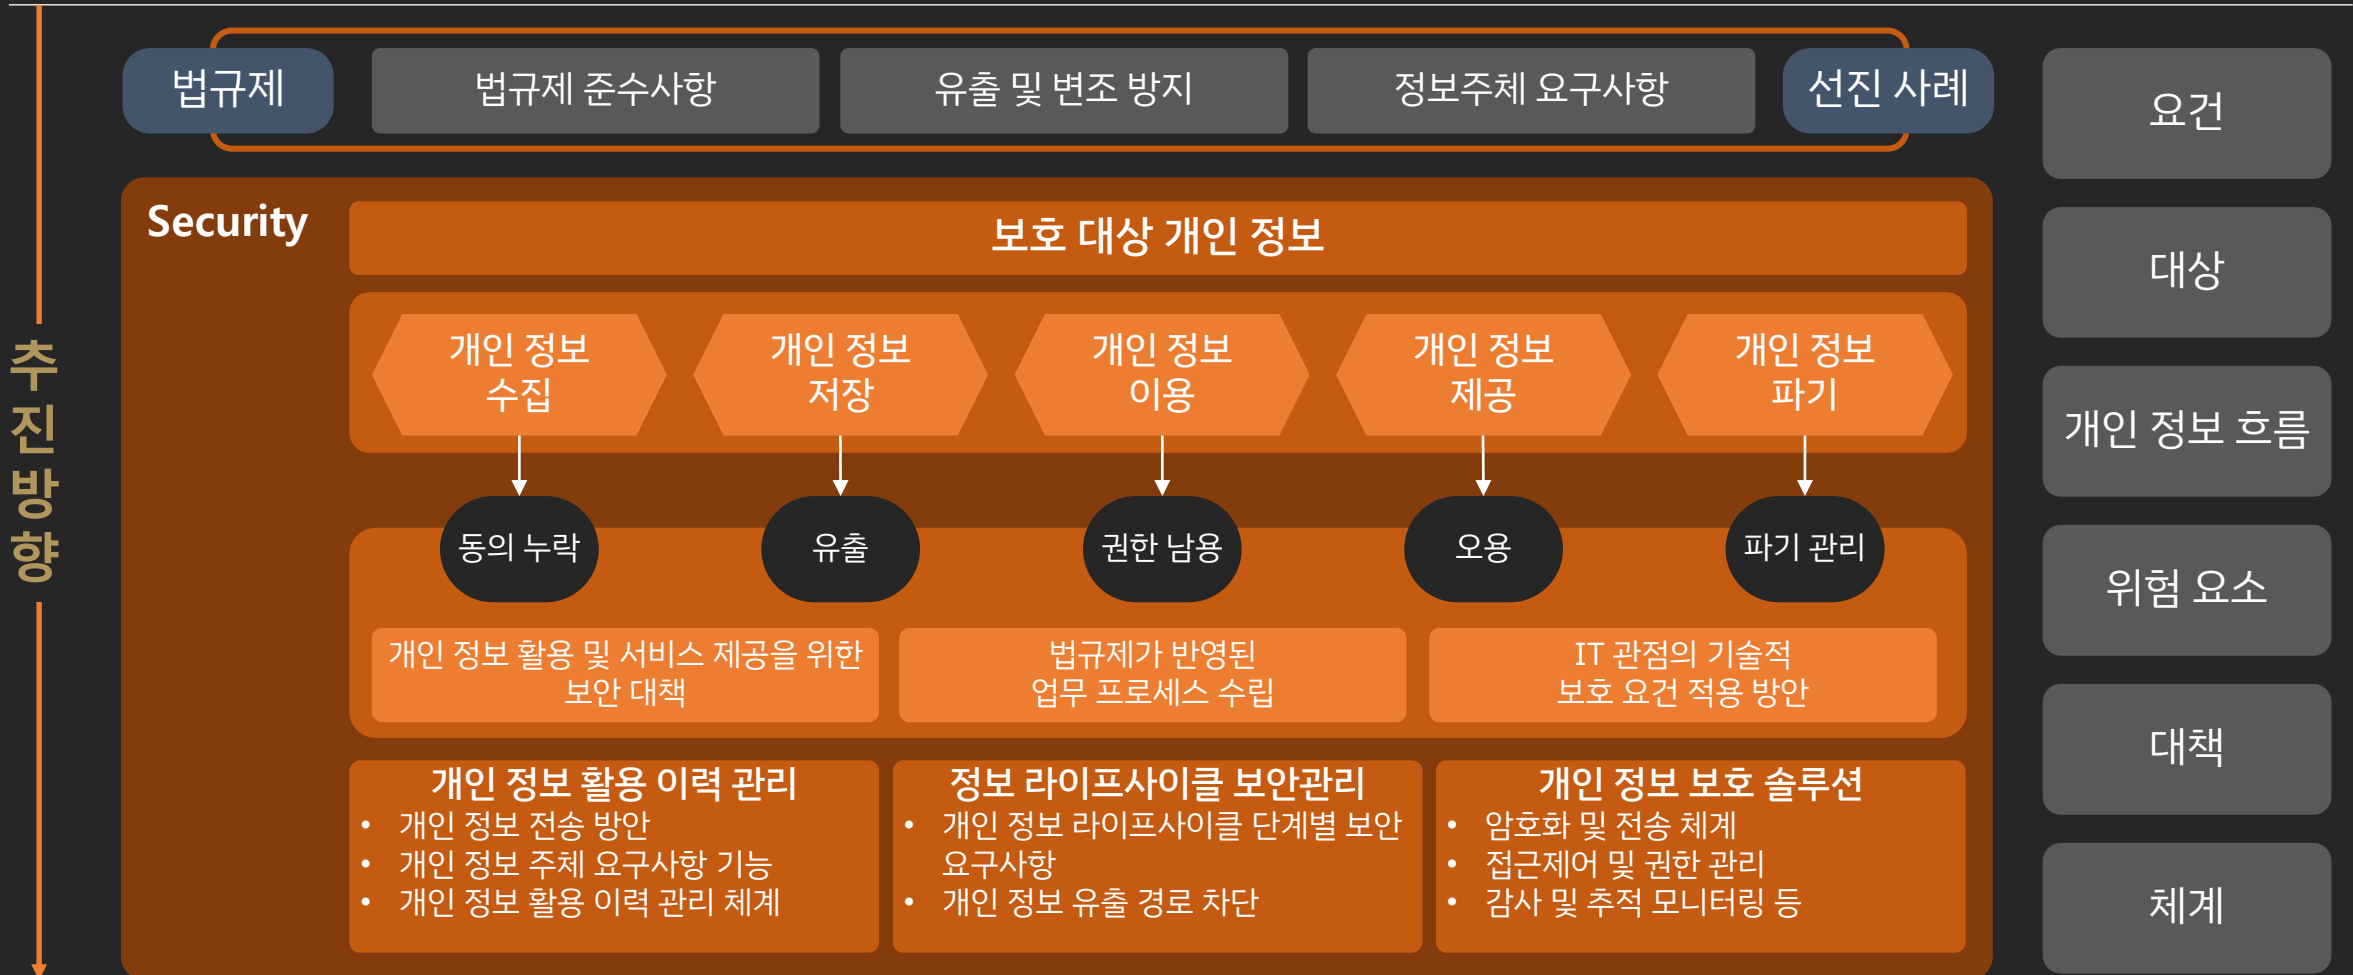 추
진
방
향
법규제
법규제 준수사항
유출 및 변조 방지
정보주체 요구사항
선진 사례
요건
Security
보호 대상 개인 정보
대상
개인 정보
수집
개인 정보
저장
개인 정보
이용
개인 정보
제공
개인 정보
파기
개인 정보 흐름
동의 누락
유출
권한 남용
오용
파기 관리
위험 요소
개인 정보 활용 및 서비스 제공을 위한
보안 대책
법규제가 반영된
업무 프로세스 수립
IT 관점의 기술적
보호 요건 적용 방안
대책
개인 정보 활용 이력 관리
• 개인 정보 전송 방안
• 개인 정보 주체 요구사항 기능
• 개인 정보 활용 이력 관리 체계
정보 라이프사이클 보안관리
• 개인 정보 라이프사이클 단계별 보안
요구사항
• 개인 정보 유출 경로 차단
개인 정보 보호 솔루션
• 암호화 및 전송 체계
• 접근제어 및 권한 관리
• 감사 및 추적 모니터링 등
체계